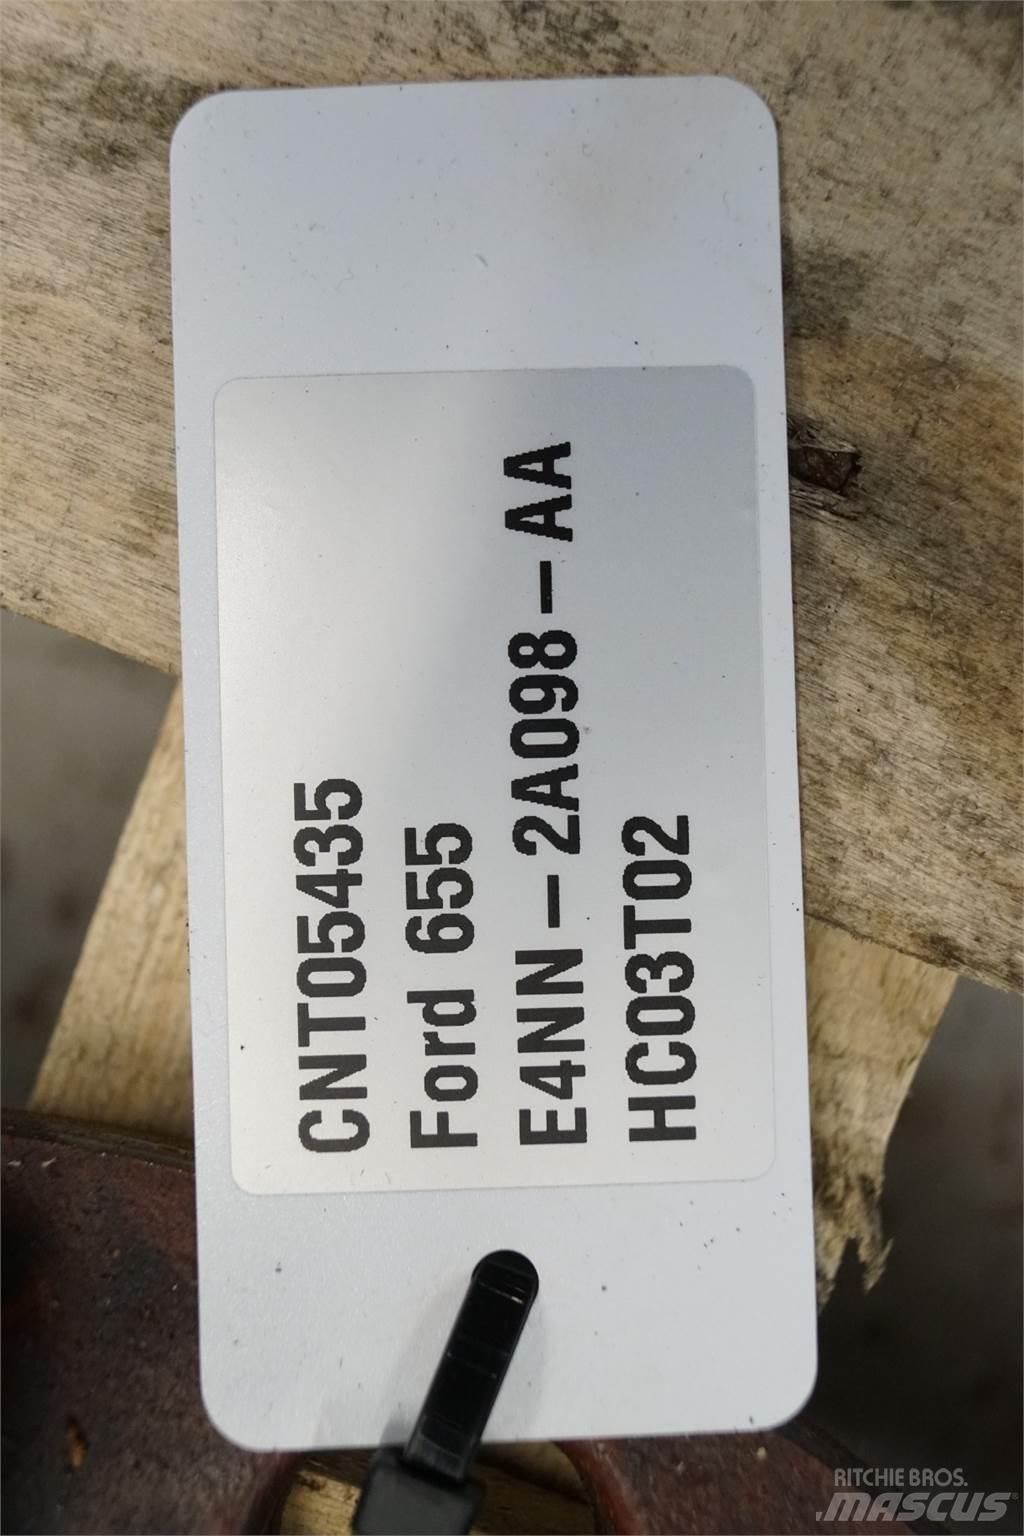 CNT05435
Ford 655
E4NN-2A098-AA
HC03T02
RITCHIE BROS.
MASCUS